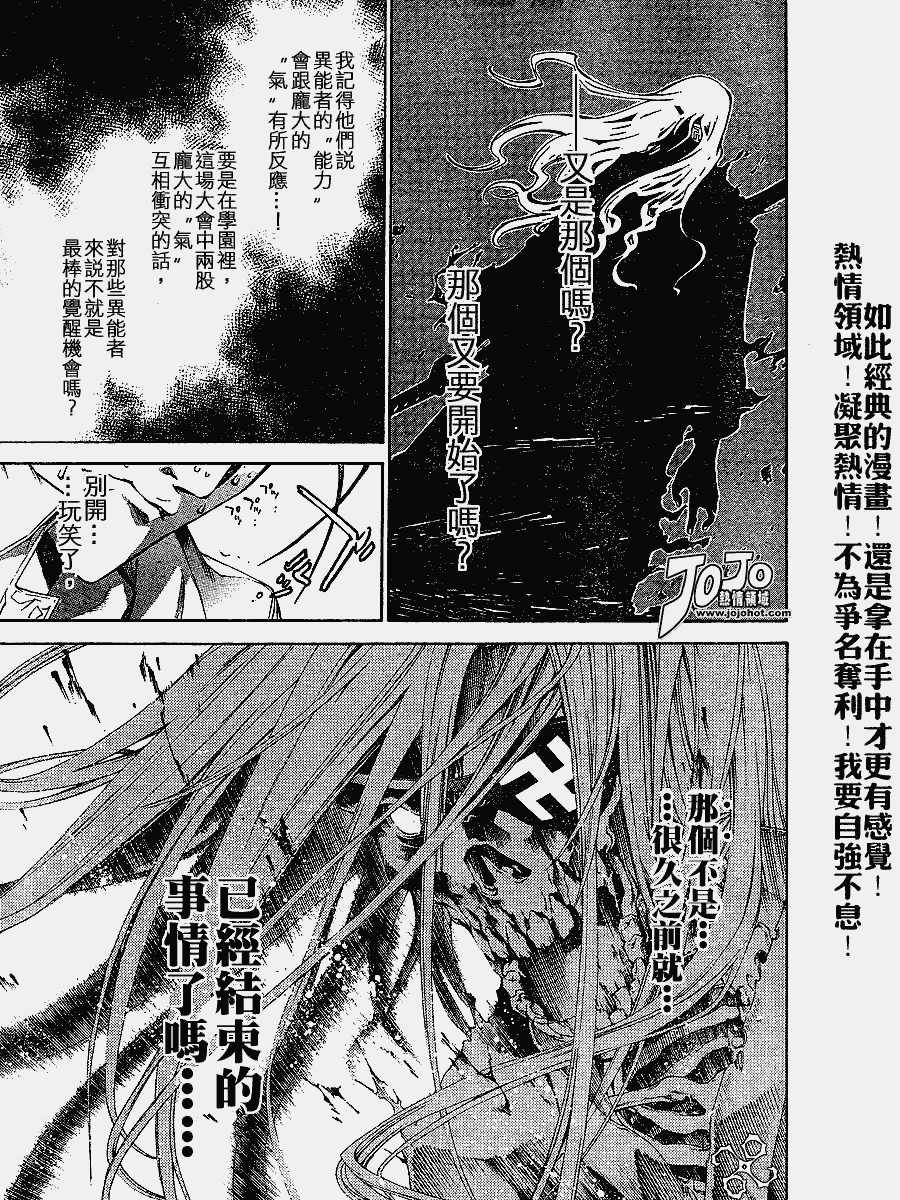 ——又是那個嗎？
那個又要開始了嗎？
我記得他們說
異能者的〝能力〞
會跟龐大的
〝氣〞有所反應…！
要是在學園裡，
這場大會中兩股
龐大的〝氣〞
互相衝突的話，
對那些異能者
來說不就是
最棒的覺醒機會嗎？
別開…
…玩笑了。
那個不是…
…很久之前就…
已經結束的
事情了嗎……
JOJO
熱情領域
www.jojohot.com
如此經典的漫畫！還是拿在手中才更有感覺！
熱情領域！凝聚熱情！不為爭名奪利！我要自強不息！